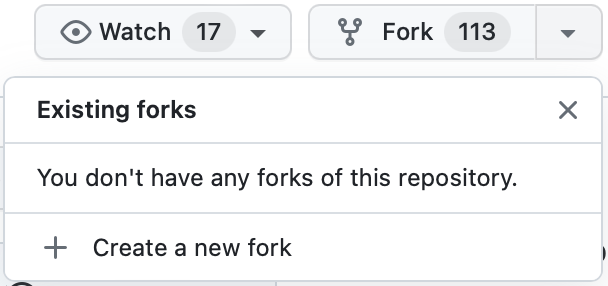 Watch 17 Fork 113
Existing forks
You don't have any forks of this repository.
Create a new fork